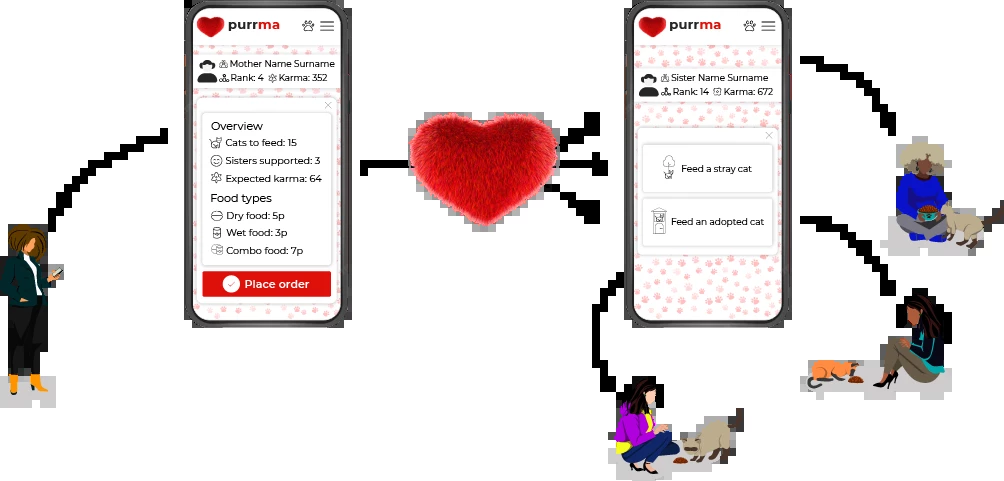 purrma
Mother Name Surname
Rank: 4 Karma: 352
Overview
Cats to feed: 15
Sisters supported: 3
Expected karma: 64
Food types
Dry food: 5p
Wet food: 3p
Combo food: 7p
Place order
purrma
Sister Name Surname
Rank: 14 Karma: 672
Feed a stray cat
Feed an adopted cat